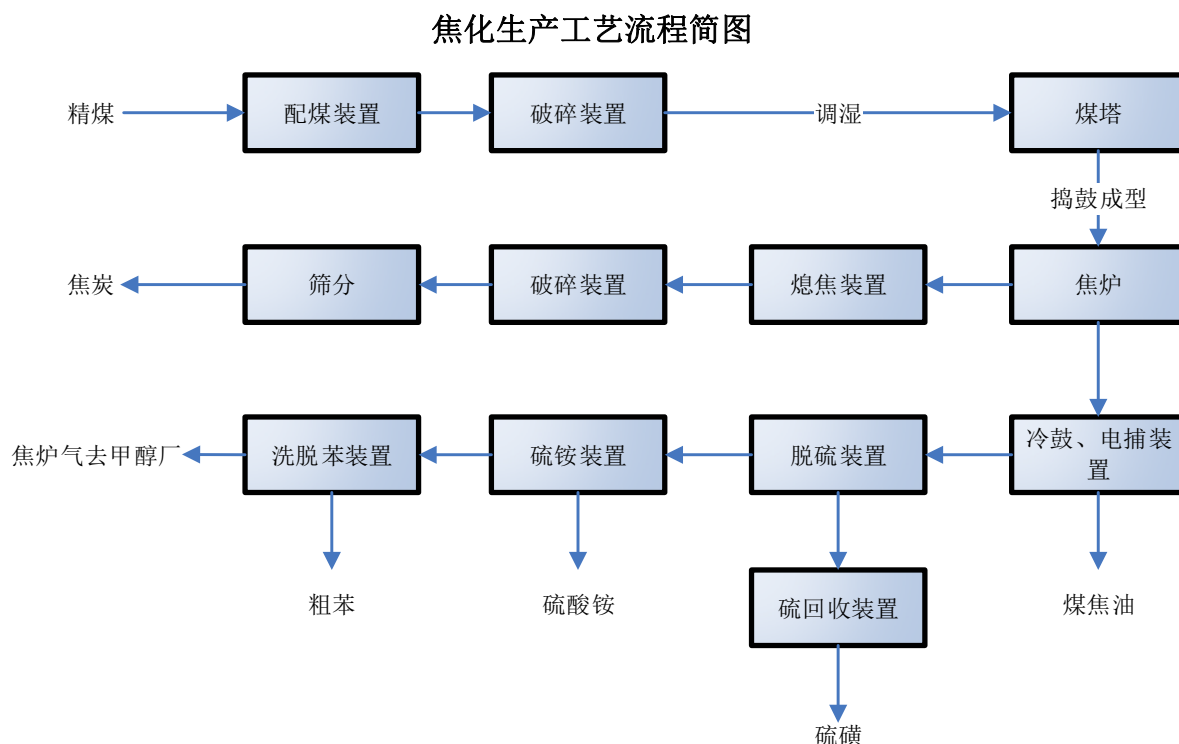 焦化生产工艺流程简图
精煤
配煤装置
破碎装置
调湿
煤塔
捣鼓成型
焦炭
筛分
破碎装置
熄焦装置
焦炉
焦炉气去甲醇厂
洗脱苯装置
硫铵装置
脱硫装置
冷鼓、电捕装
置
粗苯
硫酸铵
硫回收装置
煤焦油
硫磺